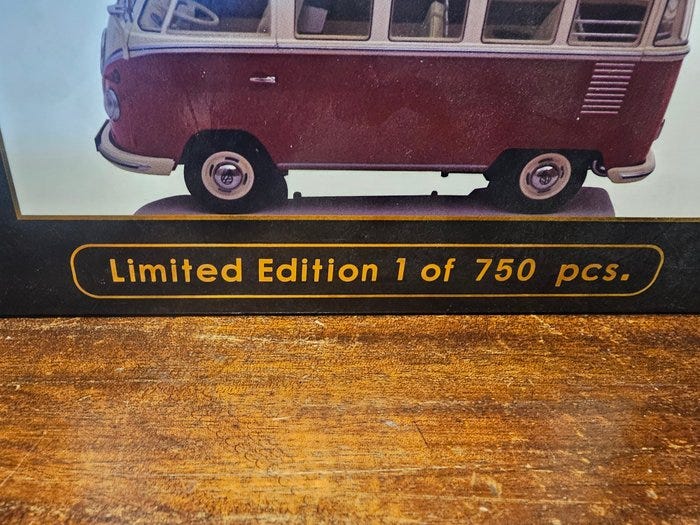 Limited Edition 1 of 750 pcs.